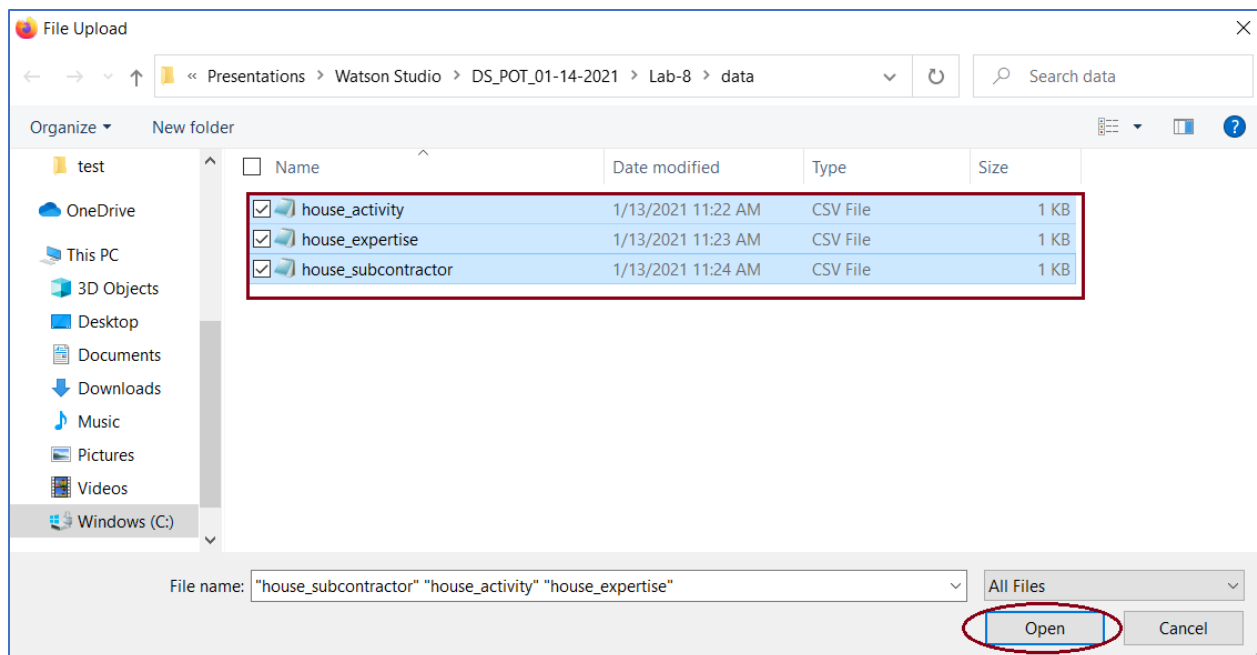 File Upload
« Presentations > Watson Studio > DS_POT_01-14-2021 > Lab-8 > data
Search data
Organize
New folder
test
OneDrive
This PC
3D Objects
Desktop
Documents
Downloads
Music
Pictures
Videos
Windows (C:)
Name Date modified Type Size
house_activity 1/13/2021 11:22 AM CSV File 1 KB
house_expertise 1/13/2021 11:23 AM CSV File 1 KB
house_subcontractor 1/13/2021 11:24 AM CSV File 1 KB
File name: "house_subcontractor" "house_activity" "house_expertise"
All Files
Open
Cancel